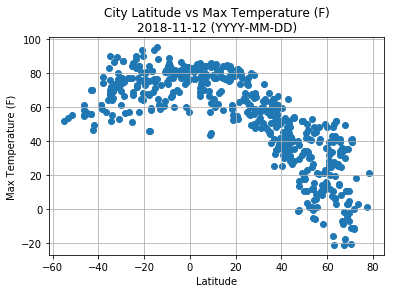 City Latitude vs Max Temperature (F)
2018-11-12 (YYYY-MM-DD)
Max Temperature (F)
100
80
60
40
20
0
−20
−60 −40 −20 0 20 40 60 80
Latitude